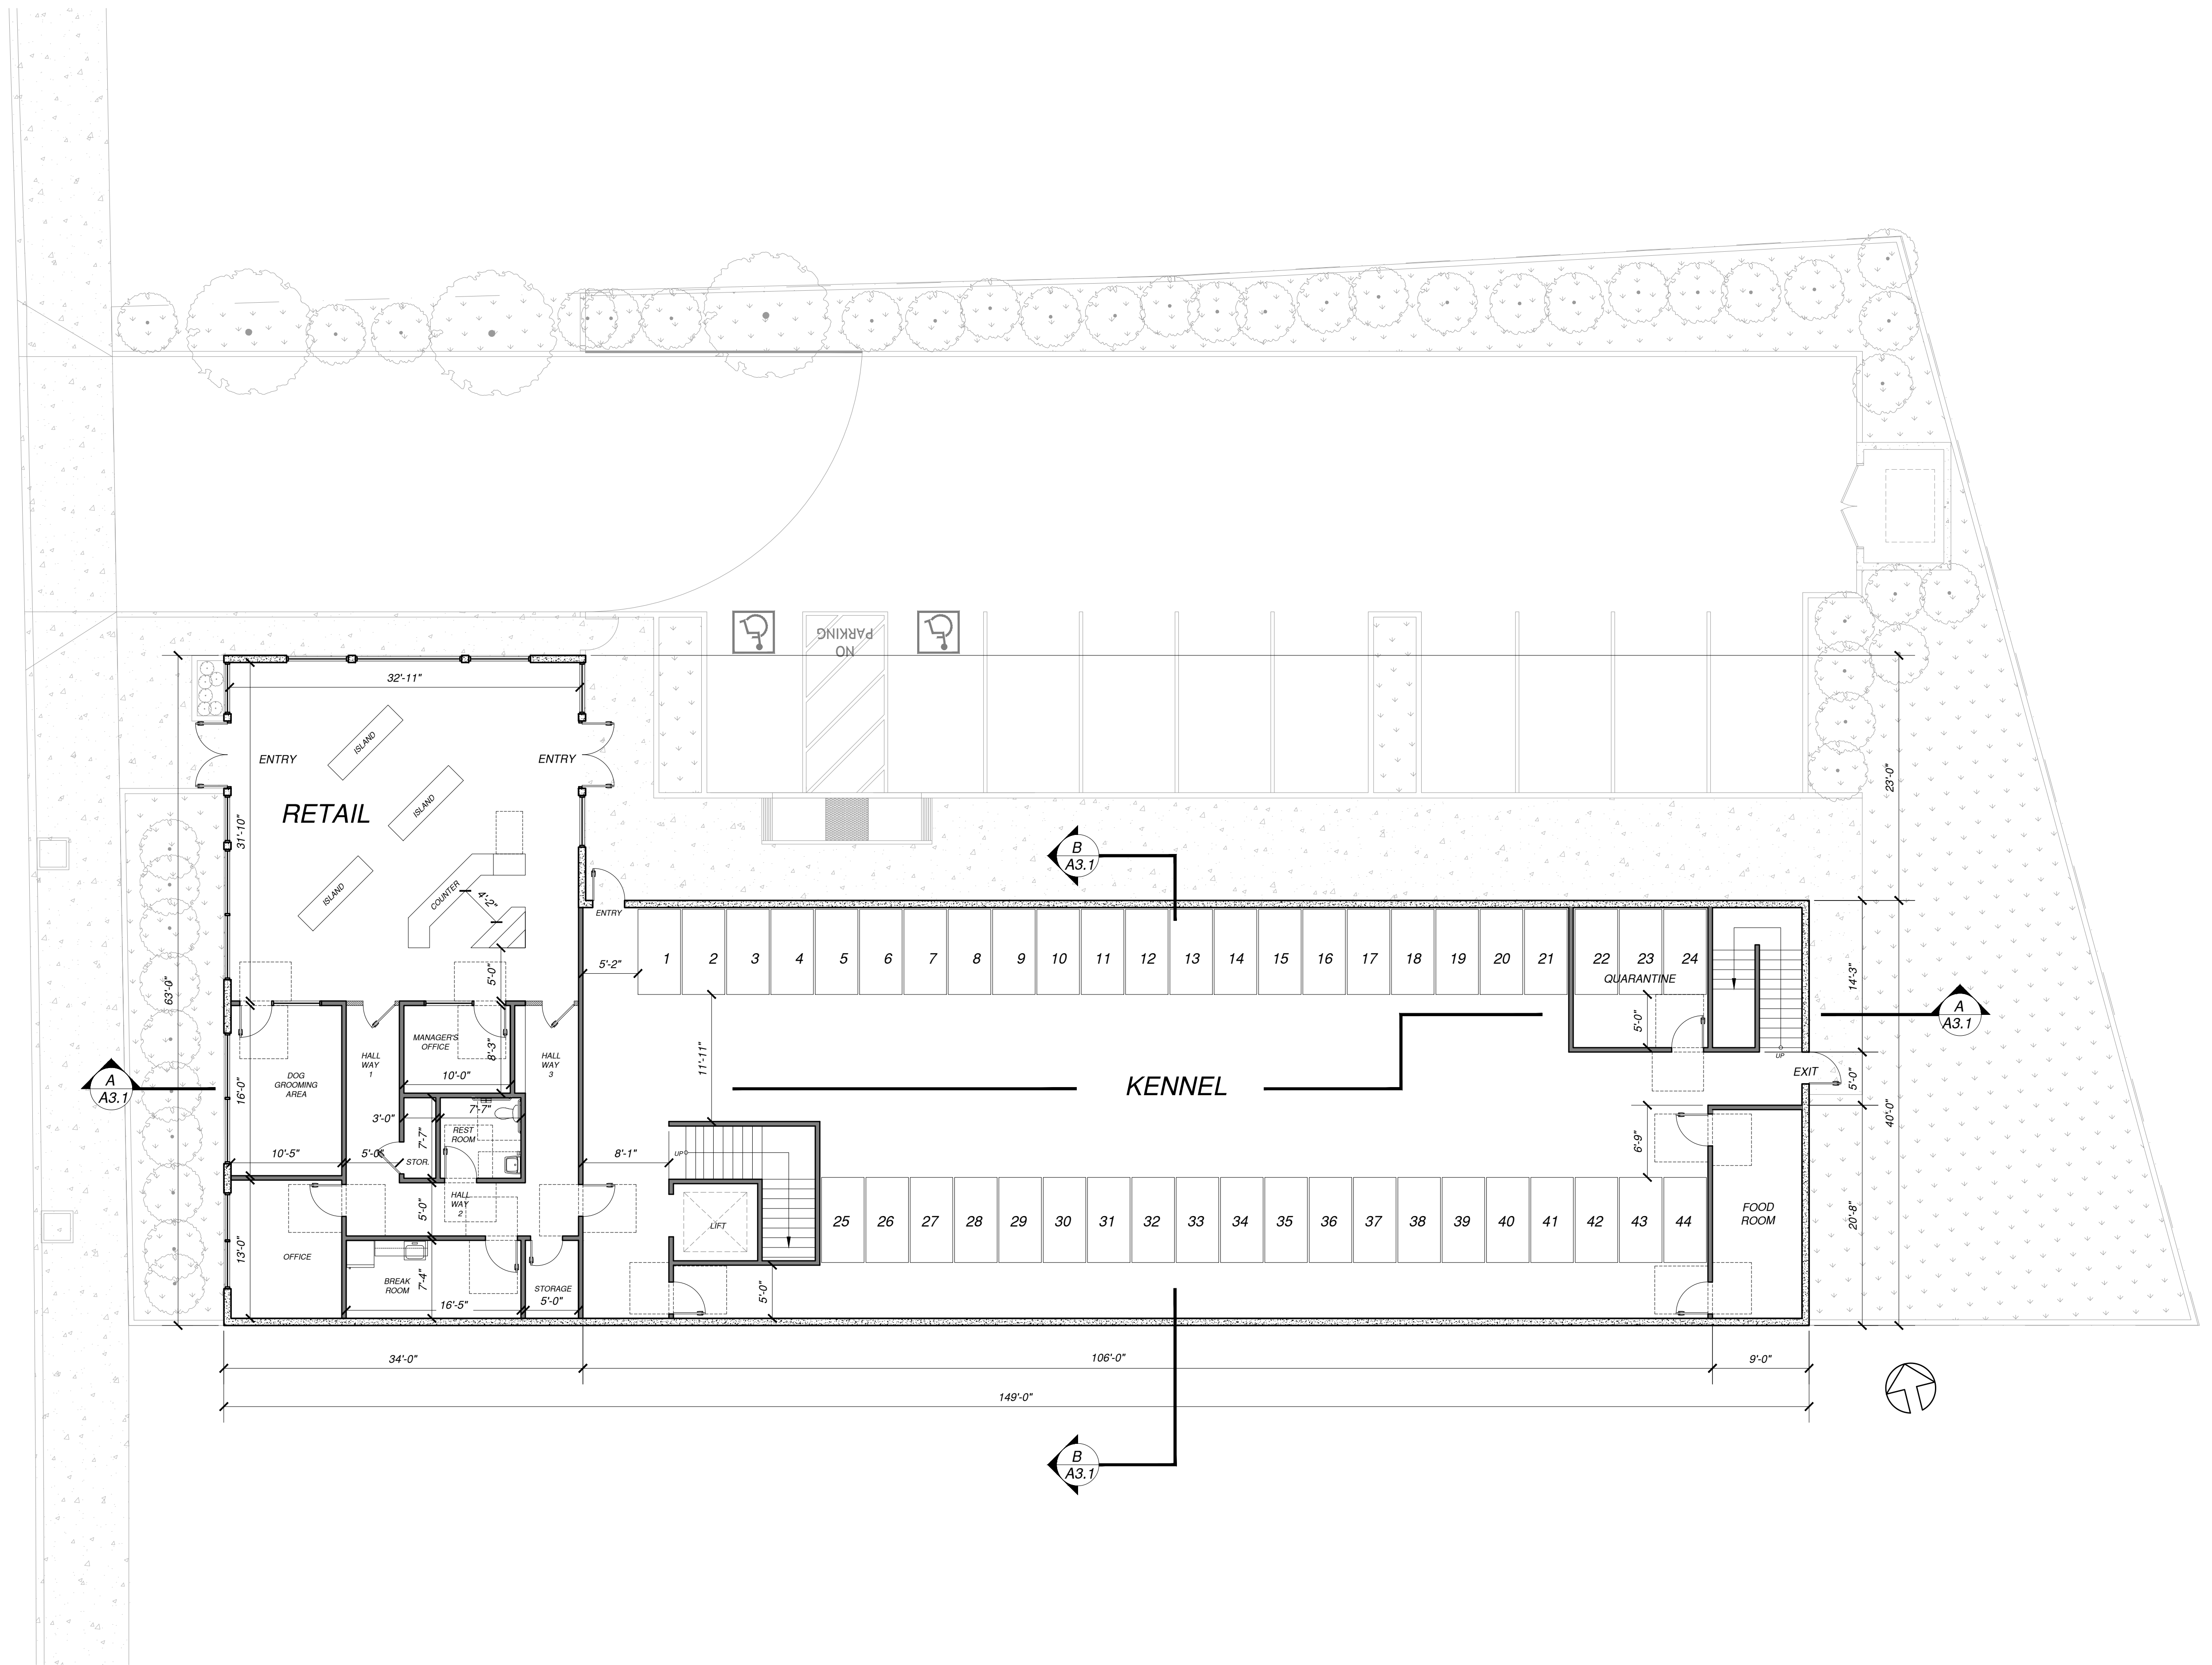 NO
PARKING
32'-11"
ISLAND
ENTRY
ENTRY
ISLAND
RETAIL
31'-10"
23'-0"
B
A3.1
ISLAND
COUNTER
4'-2"
ENTRY
63'-0"
5'-0"
5'-2"
1
2
3
4
5
6
7
8
9
10
11
12
13
14
15
16
17
18
19
20
21
22
23
24
QUARANTINE
14'-3"
A
A3.1
5'-0"
UP
EXIT
5'-0"
40'-0"
A
A3.1
16'-0"
DOG
GROOMING
AREA
HALL
WAY
1
MANAGER'S
OFFICE
8'-3"
10'-0"
HALL
WAY
3
11'-11"
KENNEL
3'-0"
7'-7"
REST
ROOM
7'-7"
STOR.
10'-5"
5'-0"
8'-1"
UP
6'-9"
HALL
WAY
2
5'-0"
LIFT
25
26
27
28
29
30
31
32
33
34
35
36
37
38
39
40
41
42
43
44
FOOD
ROOM
20'-8"
13'-0"
OFFICE
BREAK
ROOM
7'-4"
16'-5"
STORAGE
5'-0"
5'-0"
34'-0"
106'-0"
9'-0"
149'-0"
B
A3.1